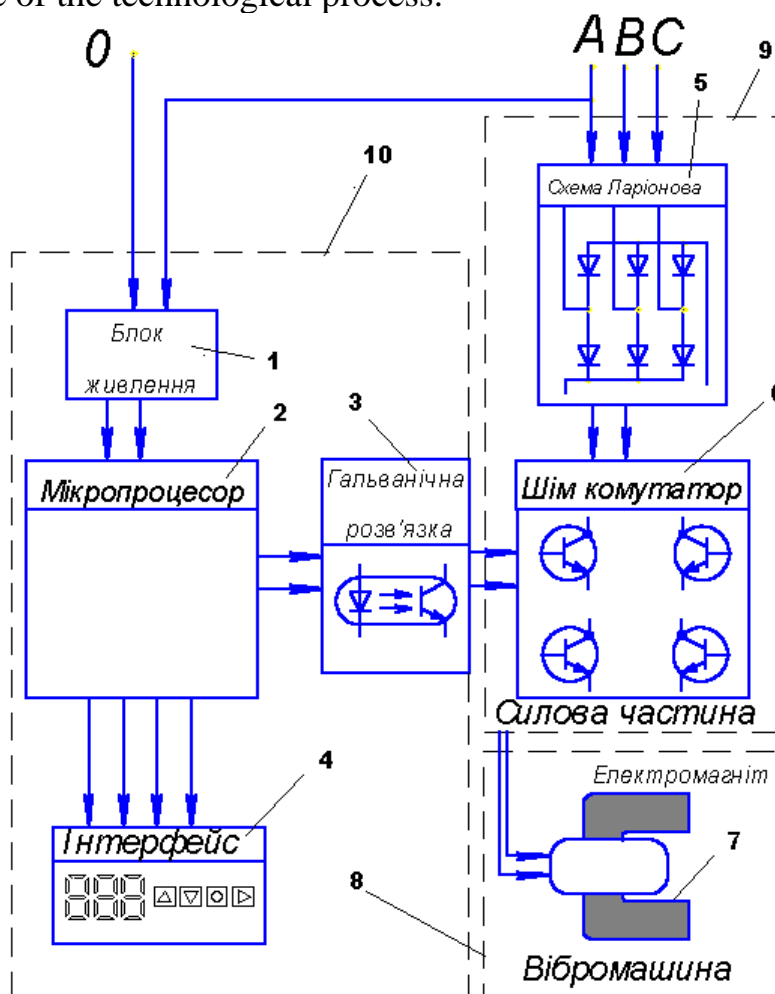 e of the technological process.
0
A B C
9
5
10
Схема Ларіонова
Блок
живлення
1
3
2
6
Мікропроцесор
Гальванічна
розв'язка
Шім комутатор
Силова частина
4
Електромагніт
Інтерфейс
7
8
Вібромашина